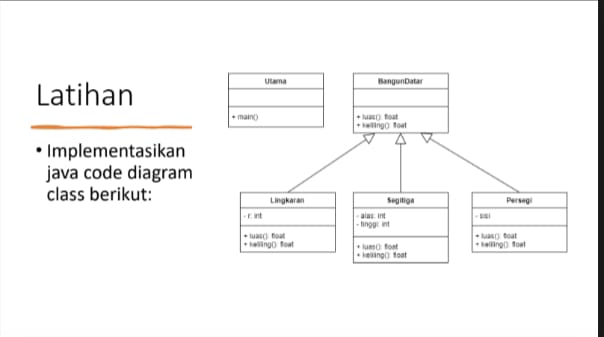 Latihan
• Implementasikan
java code diagram
class berikut:
Utama
+ main()
BangunDatar
+ luas(): float
+ keliling(): float
Lingkaran
- r: int
+ luas(): float
+ keliling(): float
Segitiga
- alas: int
- tinggi: int
+ luas(): float
+ keliling(): float
Persegi
- sisi
+ luas(): float
+ keliling(): float